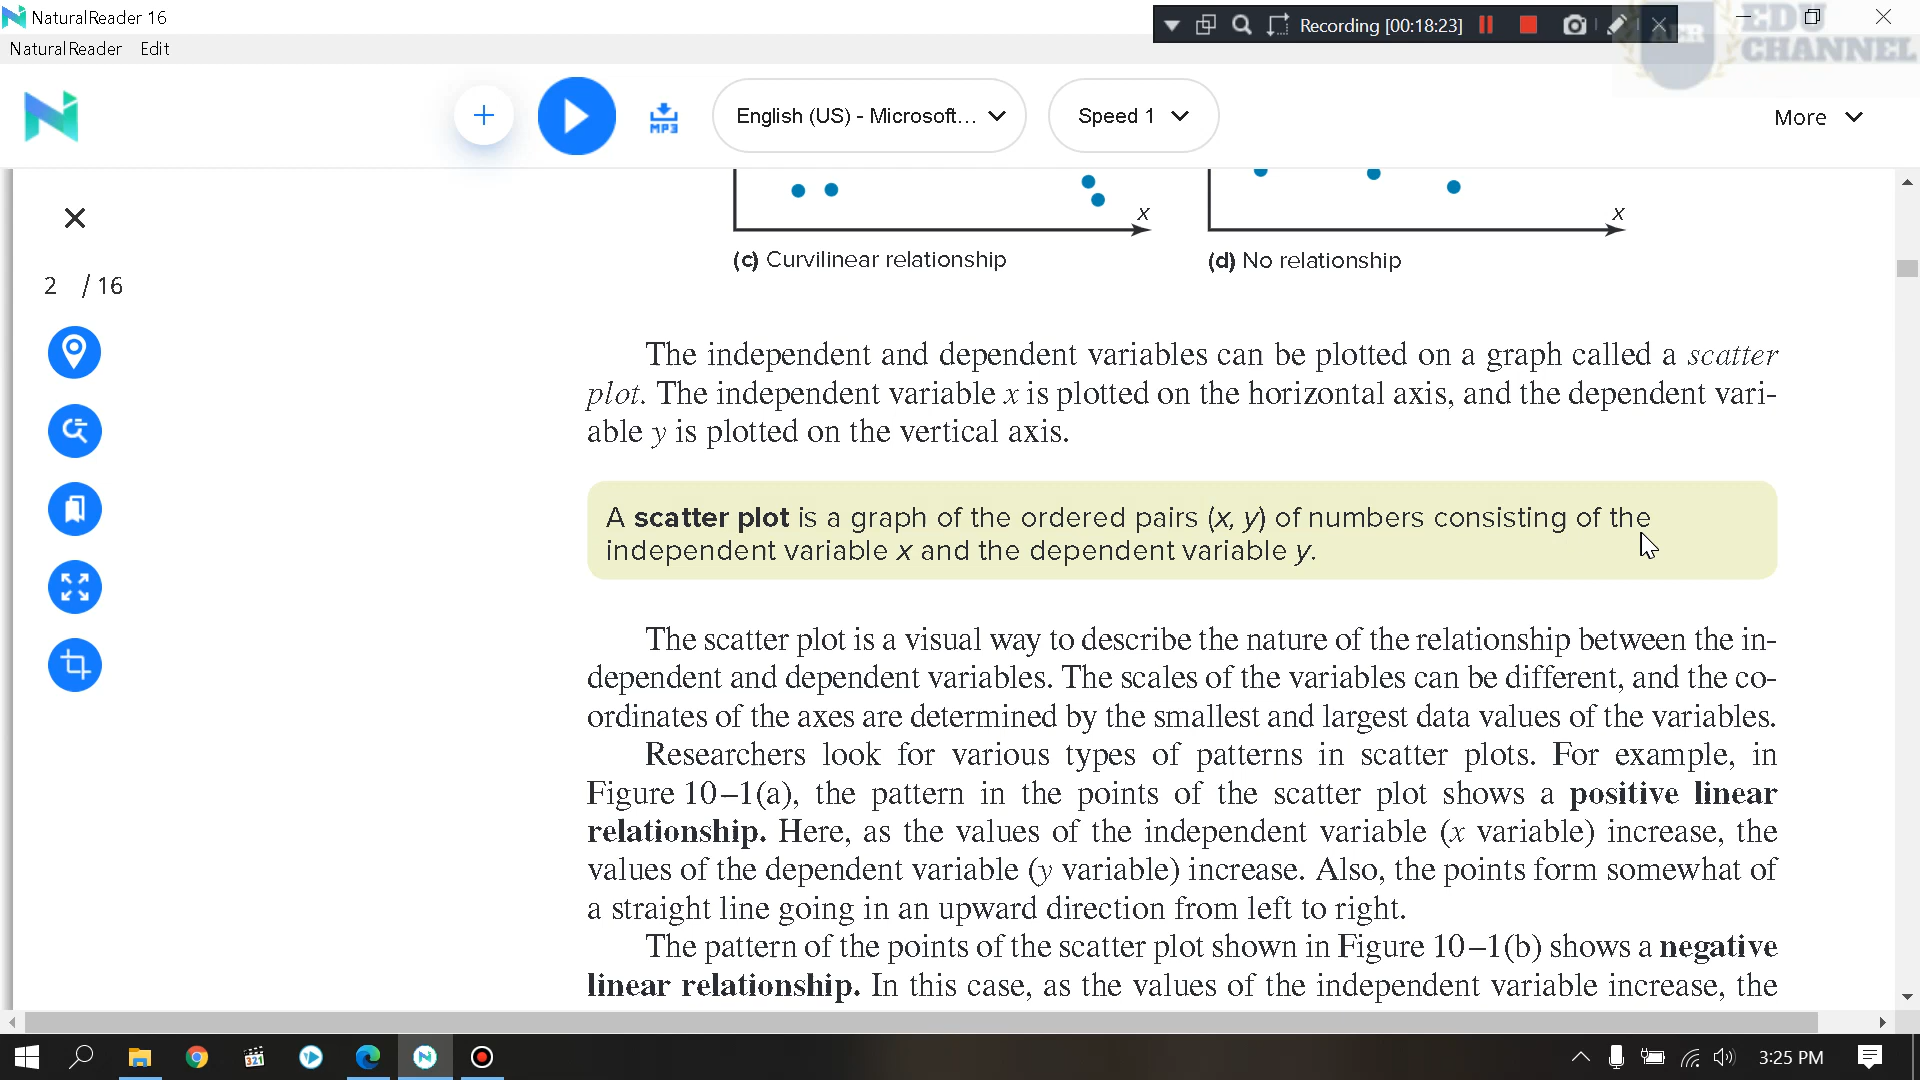 NaturalReader 16
Recording [00:18:23]
AER
EDU
CHANNEL
NaturalReader Edit
MP3
English (US) - Microsoft...
Speed 1
More
2 / 16
x
x
(c) Curvilinear relationship
(d) No relationship
The independent and dependent variables can be plotted on a graph called a scatter
plot. The independent variable x is plotted on the horizontal axis, and the dependent vari-
able y is plotted on the vertical axis.
A scatter plot is a graph of the ordered pairs (x, y) of numbers consisting of the
independent variable x and the dependent variable y.
The scatter plot is a visual way to describe the nature of the relationship between the in-
dependent and dependent variables. The scales of the variables can be different, and the co-
ordinates of the axes are determined by the smallest and largest data values of the variables.
Researchers look for various types of patterns in scatter plots. For example, in
Figure 10–1(a), the pattern in the points of the scatter plot shows a positive linear
relationship. Here, as the values of the independent variable (x variable) increase, the
values of the dependent variable (y variable) increase. Also, the points form somewhat of
a straight line going in an upward direction from left to right.
The pattern of the points of the scatter plot shown in Figure 10–1(b) shows a negative
linear relationship. In this case, as the values of the independent variable increase, the
321
3:25 PM